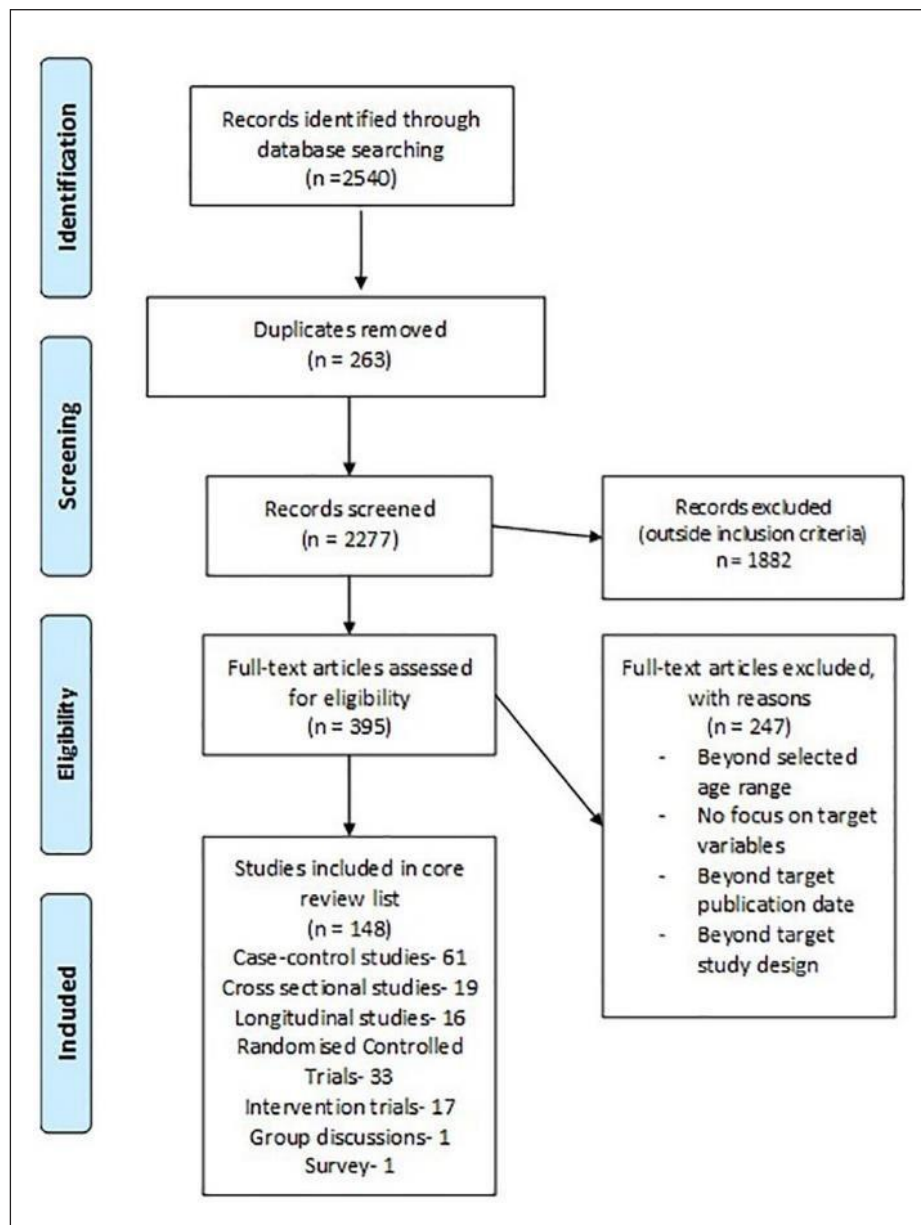 Identification
Records identified through
database searching
(n =2540)
Duplicates removed
(n = 263)
Screening
Records screened
(n = 2277)
Records excluded
(outside inclusion criteria)
n = 1882
Eligibility
Full-text articles assessed
for eligibility
(n = 395)
Full-text articles excluded,
with reasons
(n = 247)
- Beyond selected
age range
- No focus on target
variables
- Beyond target
publication date
- Beyond target
study design
Included
Studies included in core
review list
(n = 148)
Case-control studies- 61
Cross sectional studies- 19
Longitudinal studies- 16
Randomised Controlled
Trials- 33
Intervention trials- 17
Group discussions- 1
Survey- 1